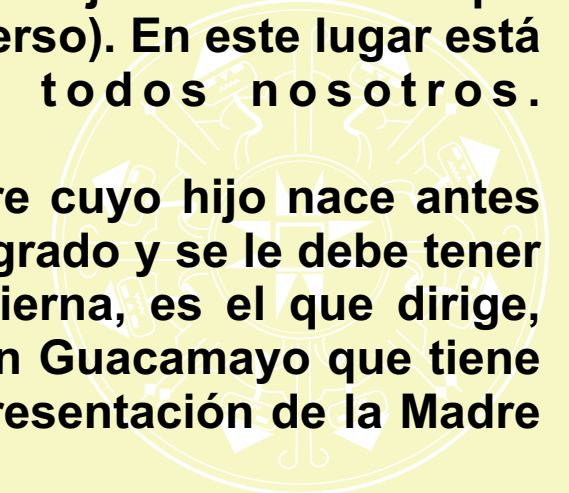 erso). En este lugar está
todos nosotros.
re cuyo hijo nace antes
grado y se le debe tener
ierna, es el que dirige,
n Guacamayo que tiene
resentación de la Madre